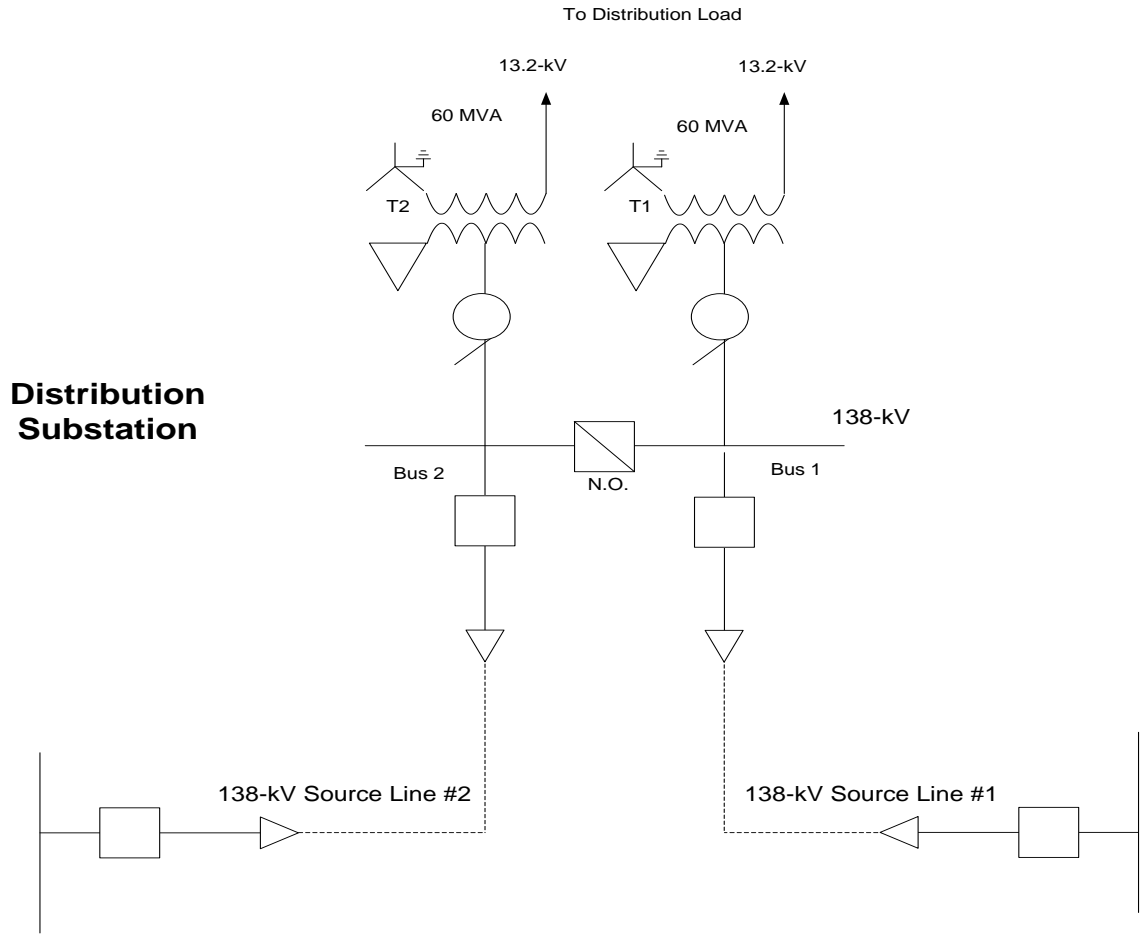 To Distribution Load
13.2-kV
13.2-kV
60 MVA
60 MVA
T2
T1
Distribution
Substation
138-kV
Bus 2
Bus 1
N.O.
138-kV Source Line #2
138-kV Source Line #1